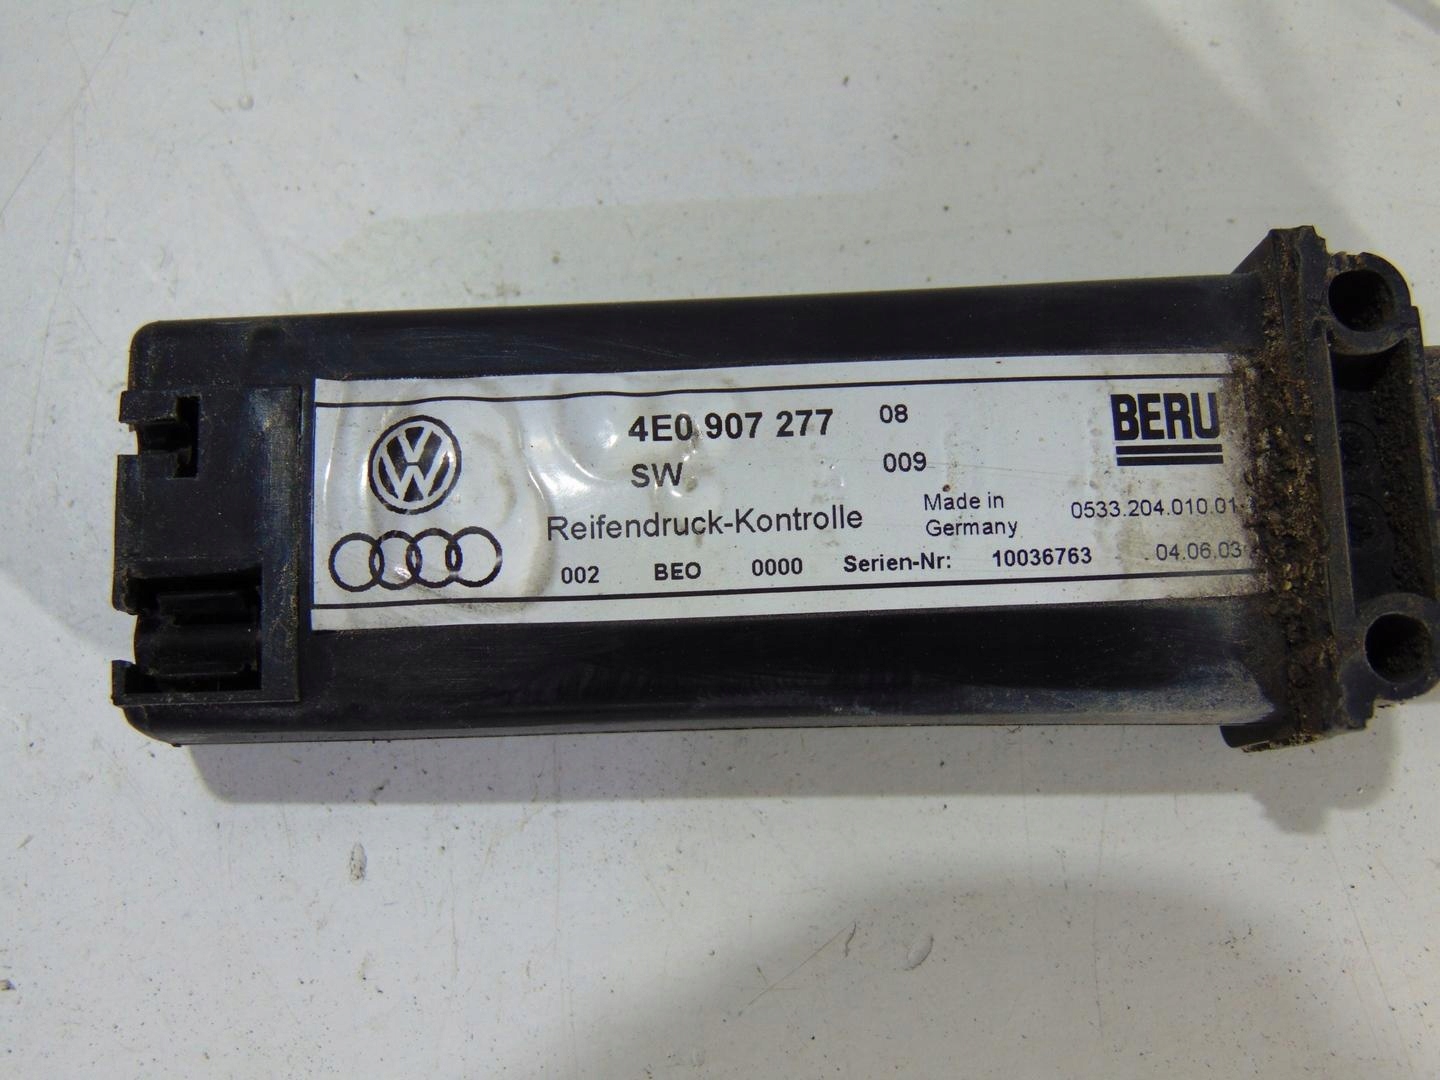 4E0 907 277 08
SW 009
BERU
Reifendruck-Kontrolle
Made in
Germany
0533.204.010.01
002 BEO 0000 Serien-Nr: 10036763 04.06.03